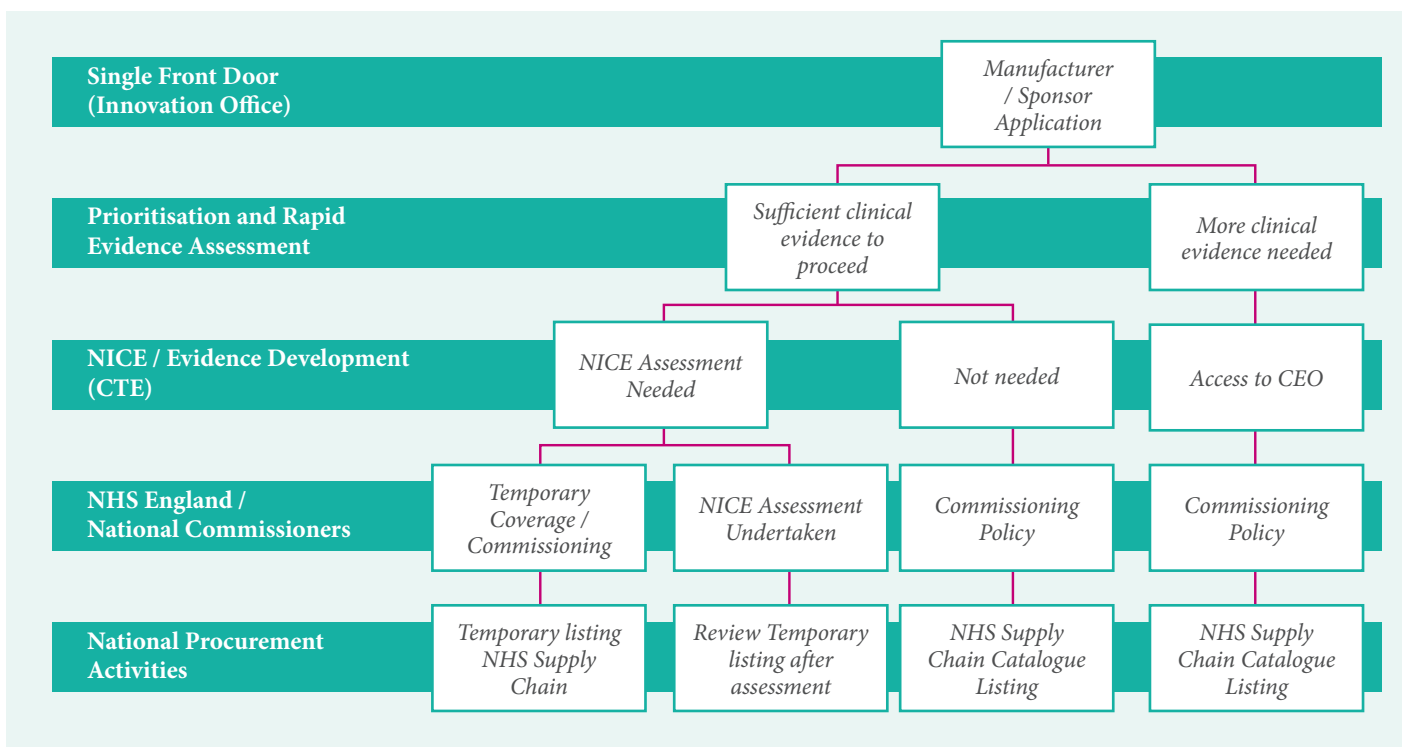 Single Front Door
(Innovation Office)
Manufacturer
/ Sponsor
Application
Prioritisation and Rapid
Evidence Assessment
Sufficient clinical
evidence to
proceed
More clinical
evidence needed
NICE / Evidence Development
(CTE)
NICE Assessment
Needed
Not needed
Access to CEO
NHS England /
National Commissioners
Temporary
Coverage /
Commissioning
NICE Assessment
Undertaken
Commissioning
Policy
Commissioning
Policy
National Procurement
Activities
Temporary listing
NHS Supply
Chain
Review Temporary
listing after
assessment
NHS Supply
Chain Catalogue
Listing
NHS Supply
Chain Catalogue
Listing